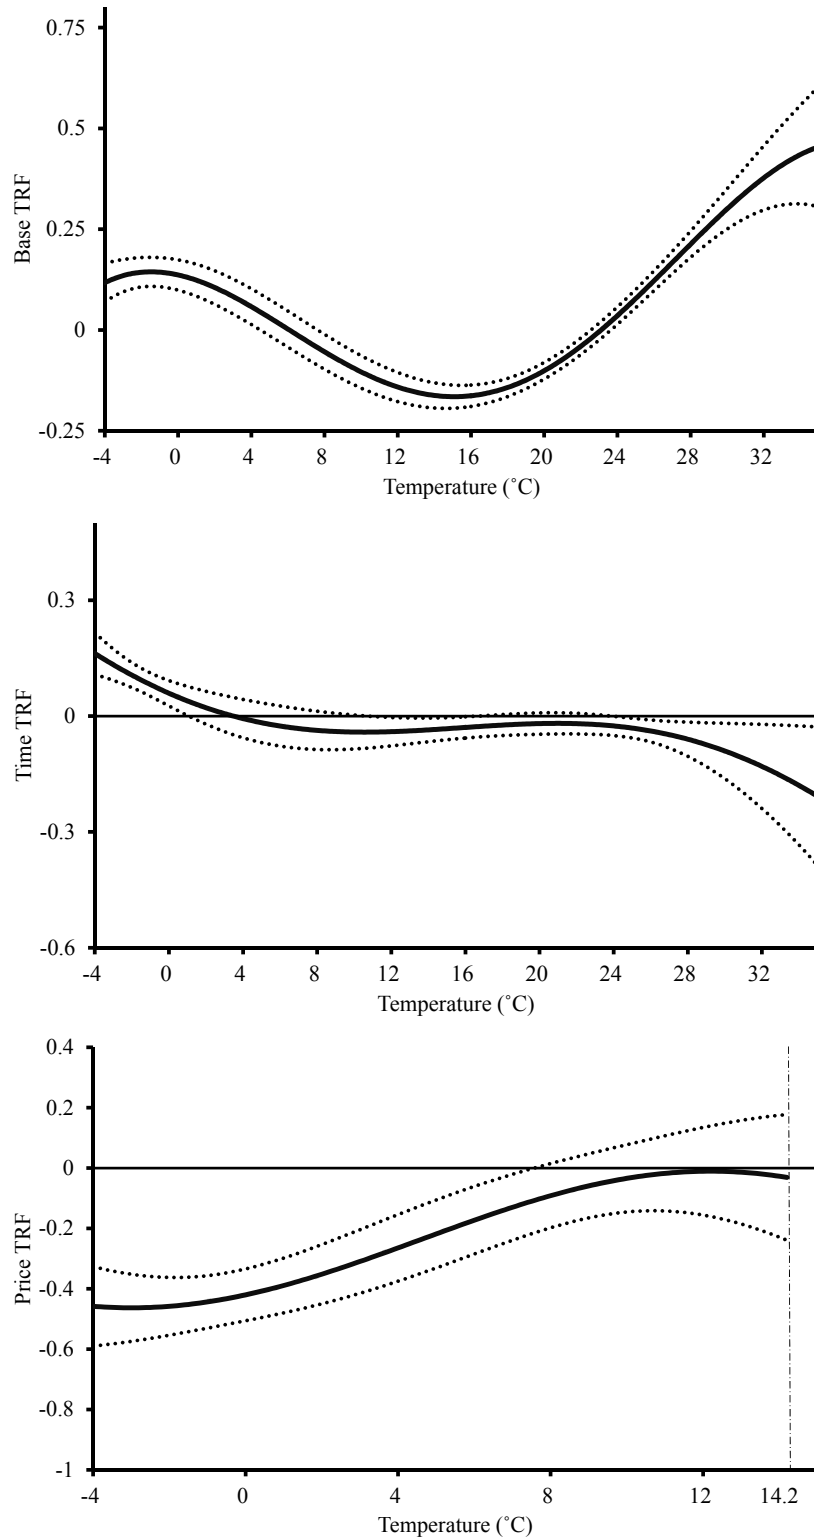 0.75
0.5
0.25
0
-0.25
Base TRF
-4 0 4 8 12 16 20 24 28 32
Temperature (˚C)
0.3
0
-0.3
-0.6
Time TRF
-4 0 4 8 12 16 20 24 28 32
Temperature (˚C)
0.4
0.2
0
-0.2
-0.4
-0.6
-0.8
-1
Price TRF
-4 0 4 8 12 14.2
Temperature (˚C)